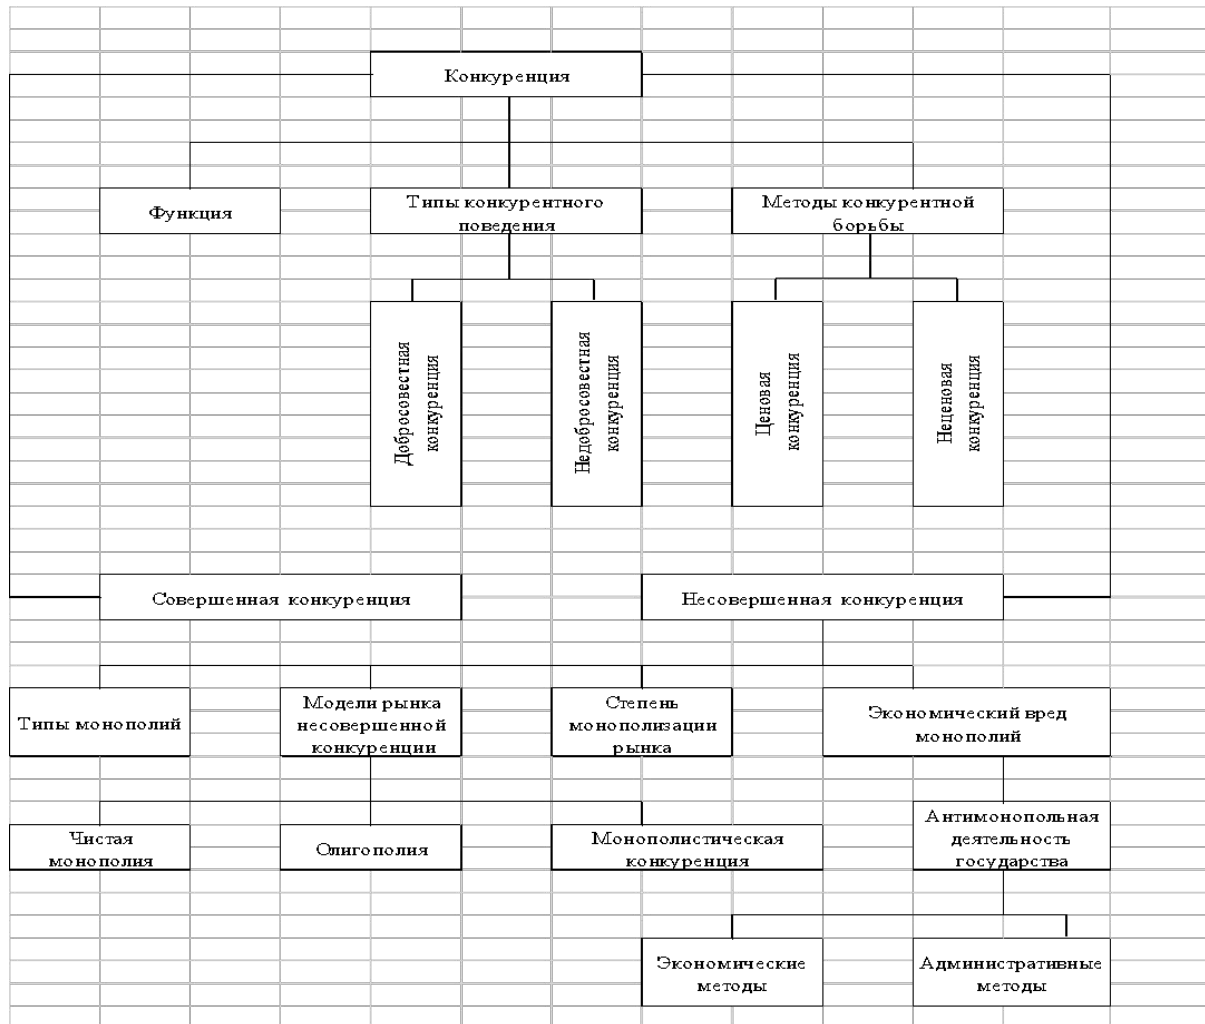 Конкуренция
Функция
Типы конкурентного
поведения
Методы конкурентной
борьбы
Добросовестная
конкуренция
Недобросовестная
конкуренция
Ценовая
конкуренция
Неценовая
конкуренция
Совершенная конкуренция
Несовершенная конкуренция
Типы монополий
Модели рынка
несовершенной
конкуренции
Степень
монополизации
рынка
Экономический вред
монополий
Чистая
монополия
Олигополия
Монополистическая
конкуренция
Антимонопольная
деятельность
государства
Экономические
методы
Административные
методы